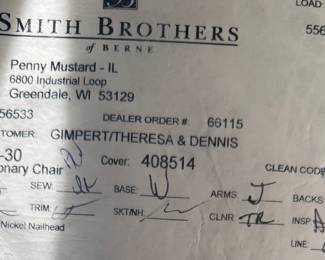 LOAD
SMITH BROTHERS 556
of BERNE
Penny Mustard - IL
6800 Industrial Loop
Greendale, WI 53129
56533 DEALER ORDER # 66115
TOMER: GIMPERT/THERESA & DENNIS
-30
onary Chair Cover: 408514 CLEAN COD
SEW: BASE: W ARMS: J BACKS
TRIM: SKT/NH: CLNR: TR INSP
Nickel Nailhead LINE: